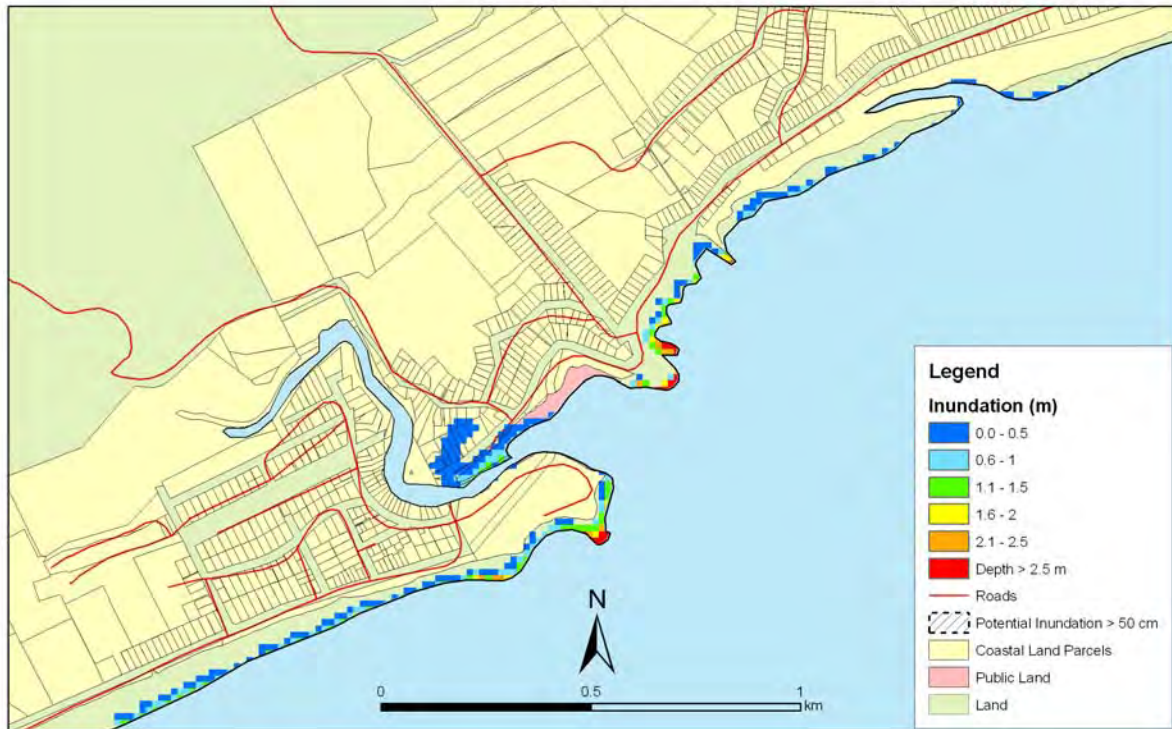 Legend
Inundation (m)
0.0 - 0.5
0.6 - 1
1.1 - 1.5
1.6 - 2
2.1 - 2.5
Depth > 2.5 m
Roads
Potential Inundation > 50 cm
Coastal Land Parcels
Public Land
Land
N
0 0.5 1
km